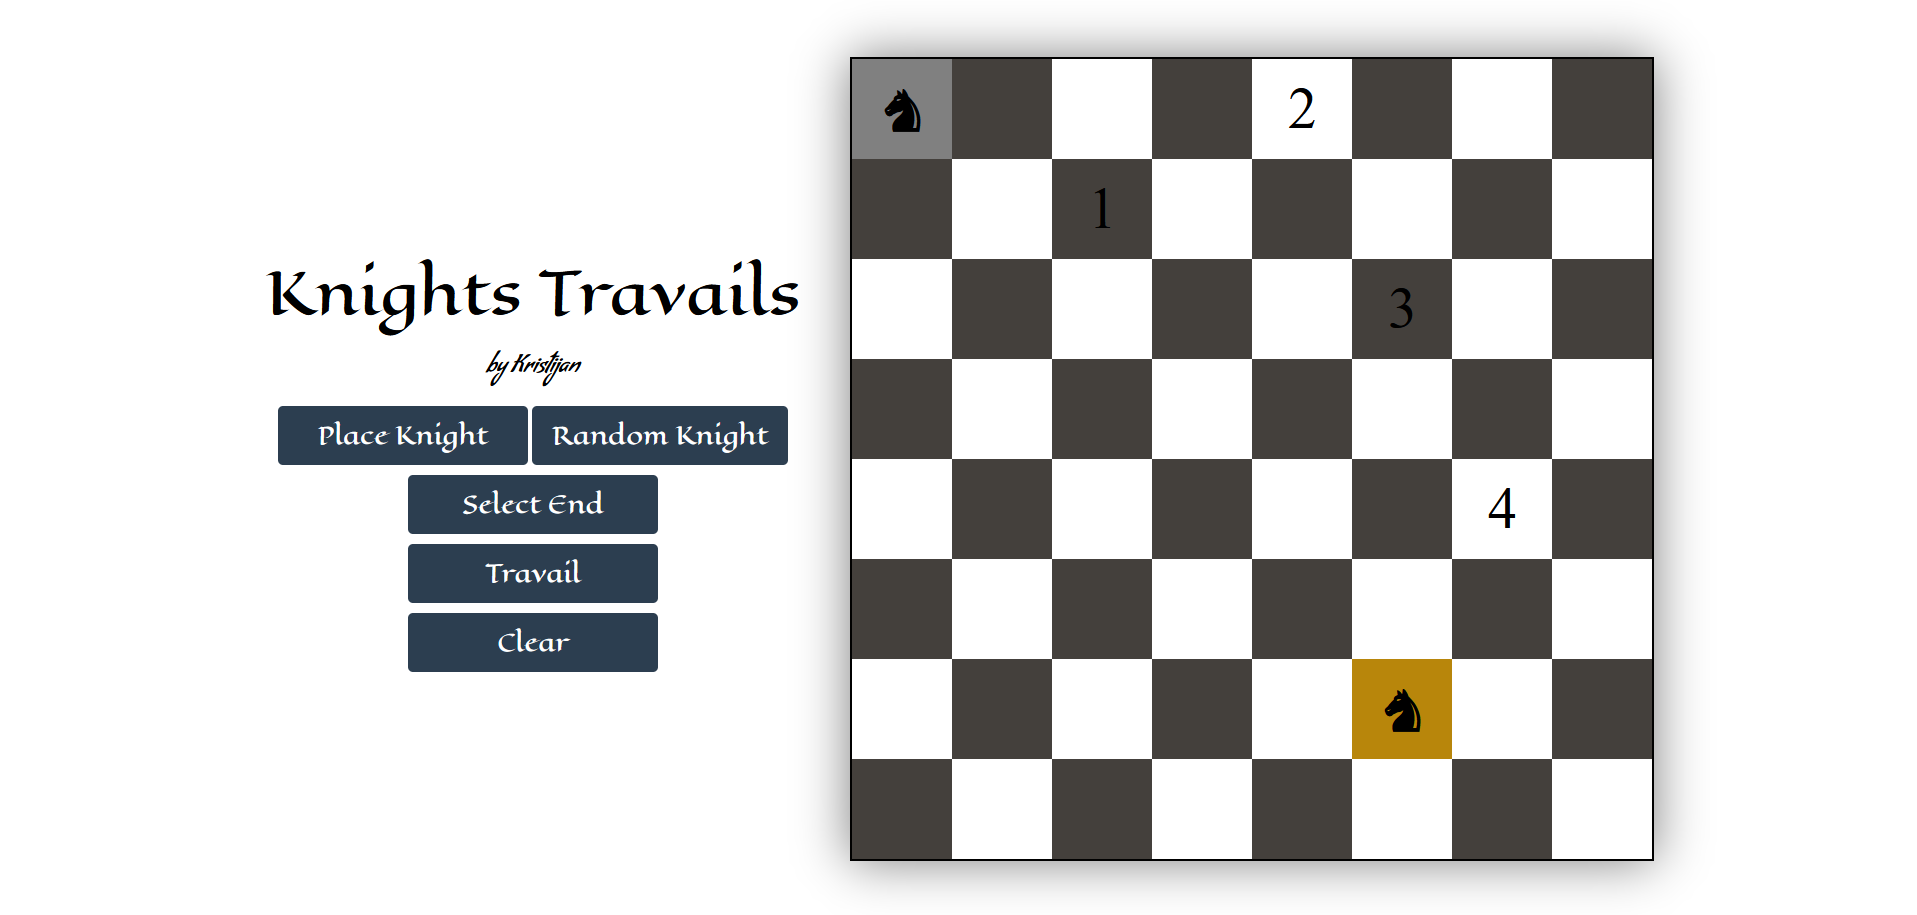 Knights Travails
by Kristijan
Place Knight
Random Knight
Select End
Travail
Clear
2
1
3
4